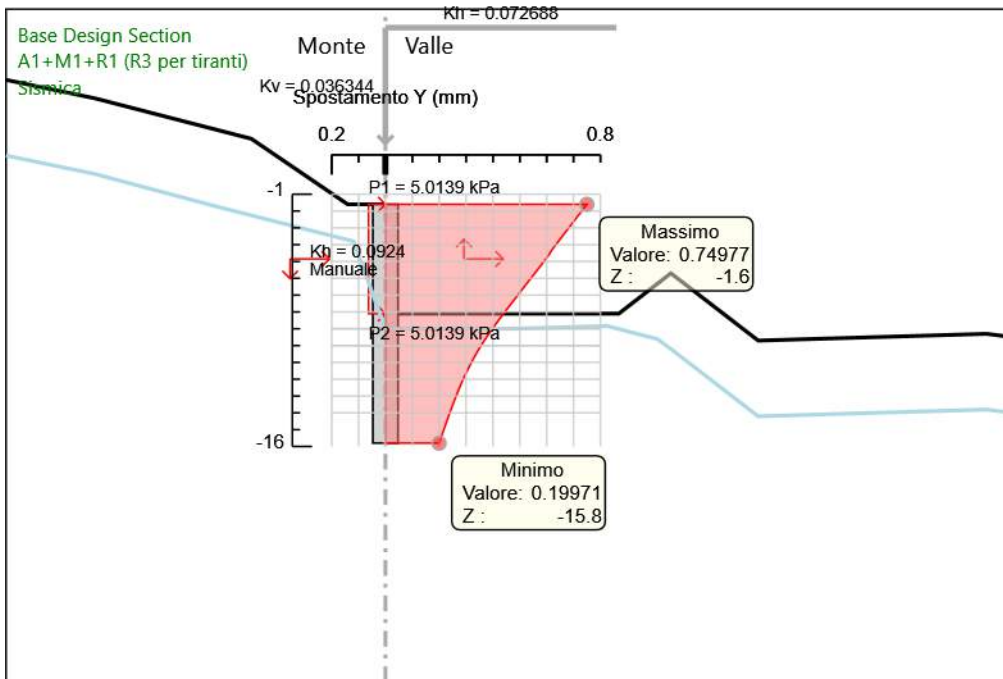 Kh = 0.072688
Base Design Section
A1+M1+R1 (R3 per tiranti)
Sismica
Monte
Valle
Kv = 0.036344
Spostamento Y (mm)
0.2
0.8
-1
P1 = 5.0139 kPa
Kh = 0.0924
Manuale
Massimo
Valore: 0.74977
Z : -1.6
P2 = 5.0139 kPa
-16
Minimo
Valore: 0.19971
Z : -15.8